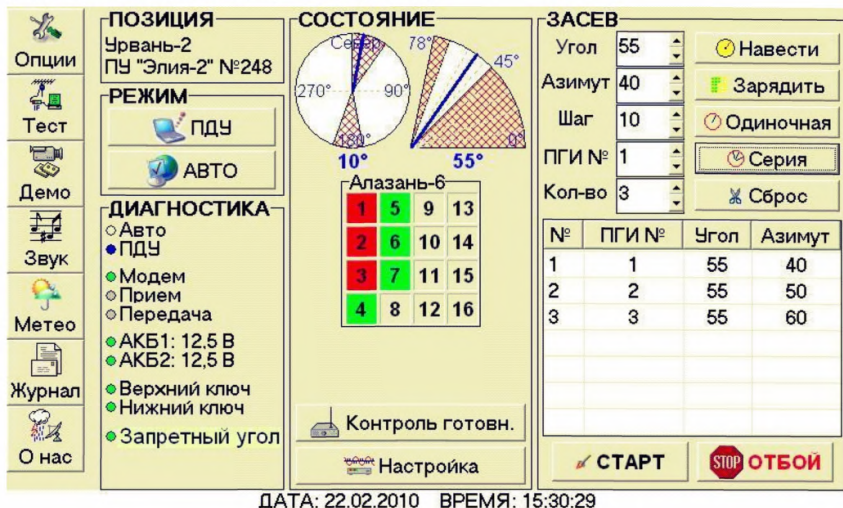 Опции
Тест
Демо
Звук
Метео
Журнал
О нас
ПОЗИЦИЯ
Урвань-2
ПУ "Элия-2" №248
РЕЖИМ
ПДУ
АВТО
ДИАГНОСТИКА
Авто
ПДУ
Модем
Прием
Передача
АКБ1: 12,5 В
АКБ2: 12,5 В
Верхний ключ
Нижний ключ
Запретный угол
СОСТОЯНИЕ
Север
270° 90°
180°
10°
78°
45°
0°
55°
Алазань-6
1 5 9 13
2 6 10 14
3 7 11 15
4 8 12 16
Контроль готовн.
Настройка
ЗАСЕВ
Угол 55 Навести
Азимут 40 Зарядить
Шаг 10 Одиночная
ПГИ № 1 Серия
Кол-во 3 Сброс
№ ПГИ № Угол Азимут
1 1 55 40
2 2 55 50
3 3 55 60
СТАРТ STOP ОТБОЙ
ДАТА: 22.02.2010 ВРЕМЯ: 15:30:29